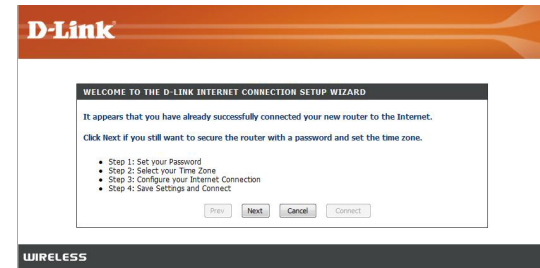 D-Link
WELCOME TO THE D-LINK INTERNET CONNECTION SETUP WIZARD
It appears that you have already successfully connected your new router to the Internet.
Click Next if you still want to secure the router with a password and set the time zone.
• Step 1: Set your Password
• Step 2: Select your Time Zone
• Step 3: Configure your Internet Connection
• Step 4: Save Settings and Connect
Prev Next Cancel Connect
WIRELESS